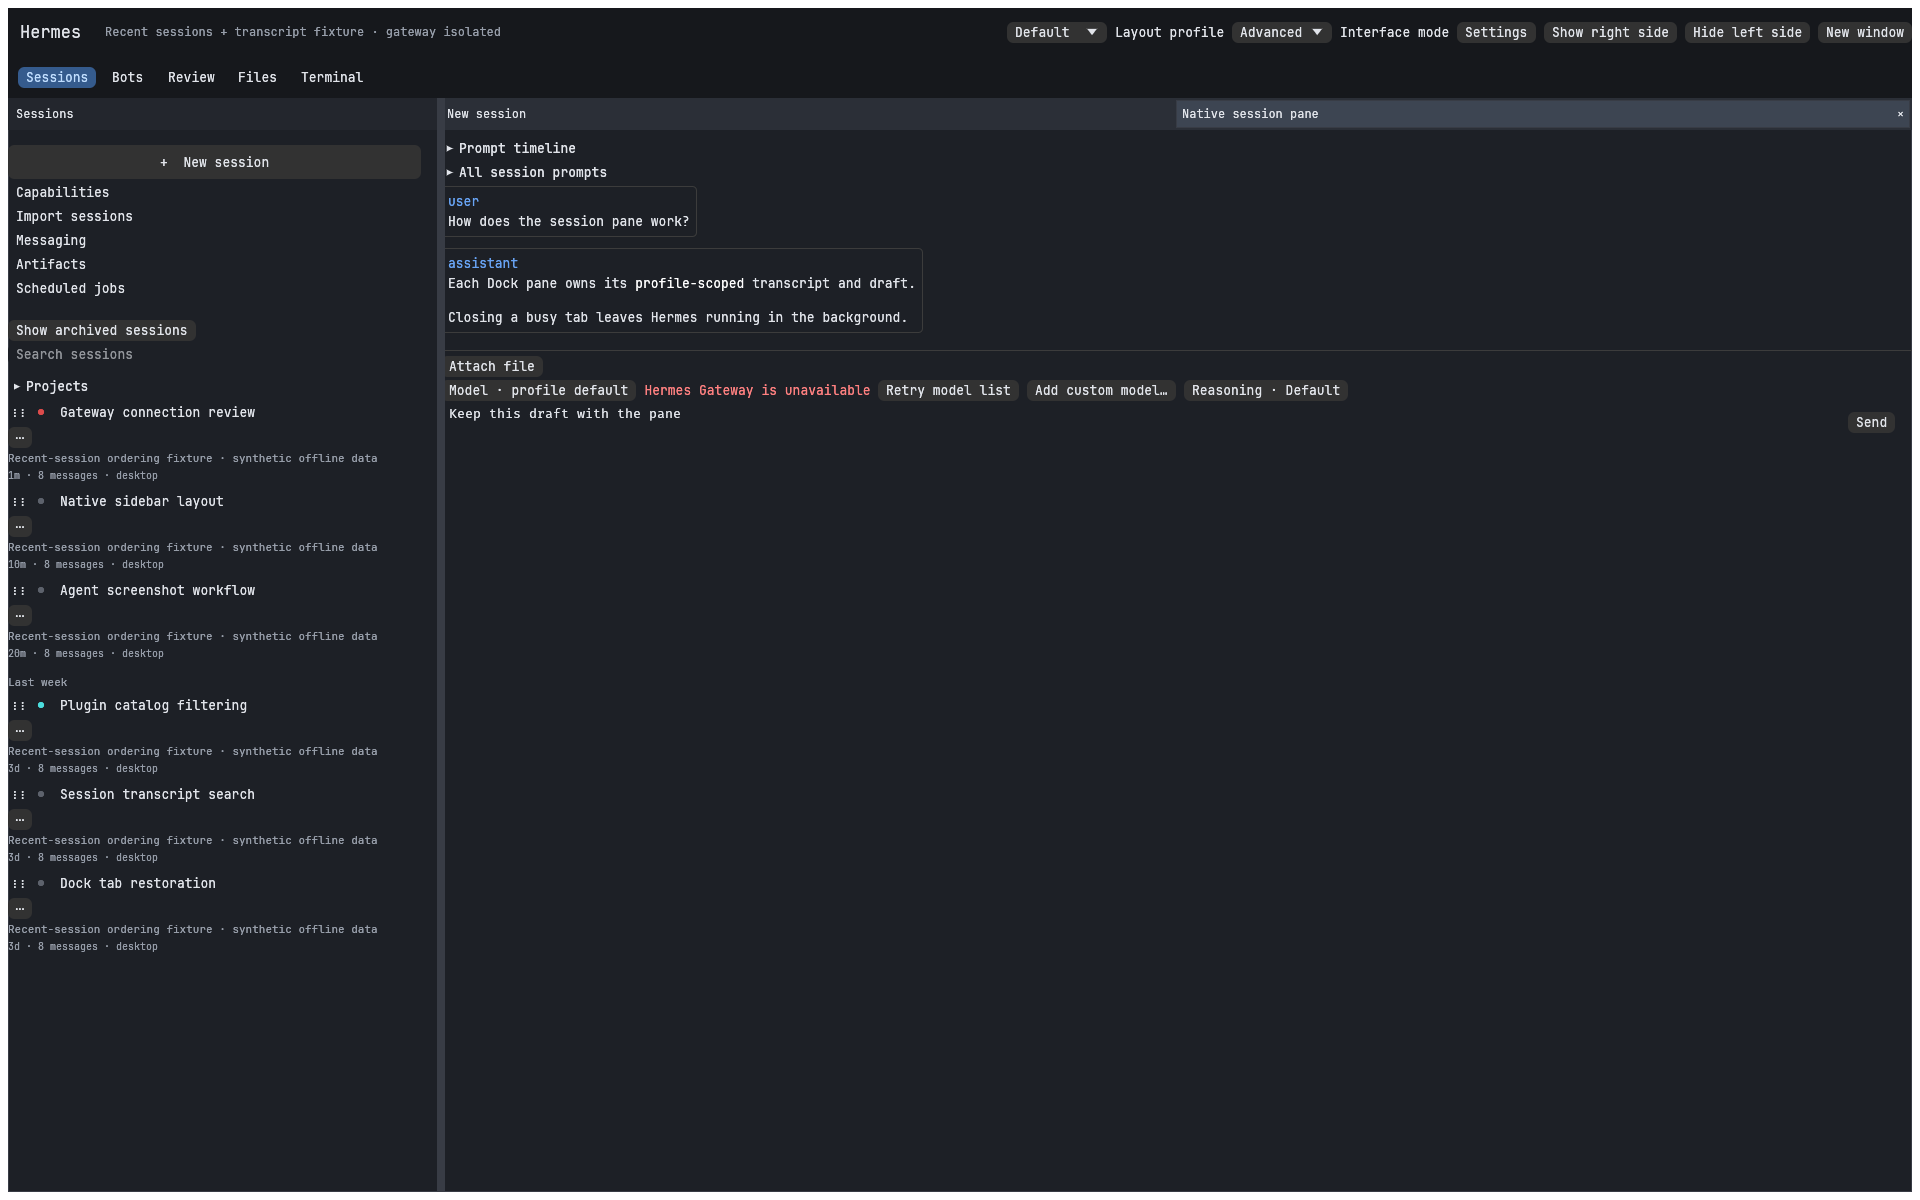 Hermes
Recent sessions + transcript fixture · gateway isolated
Default ▼ Layout profile Advanced ▼ Interface mode Settings Show right side Hide left side New window
Sessions Bots Review Files Terminal
Sessions
+ New session
Capabilities
Import sessions
Messaging
Artifacts
Scheduled jobs
Show archived sessions
Search sessions
▸ Projects
Gateway connection review
…
Recent-session ordering fixture · synthetic offline data
1m · 8 messages · desktop
Native sidebar layout
…
Recent-session ordering fixture · synthetic offline data
10m · 8 messages · desktop
Agent screenshot workflow
…
Recent-session ordering fixture · synthetic offline data
20m · 8 messages · desktop
Last week
Plugin catalog filtering
…
Recent-session ordering fixture · synthetic offline data
3d · 8 messages · desktop
Session transcript search
…
Recent-session ordering fixture · synthetic offline data
3d · 8 messages · desktop
Dock tab restoration
…
Recent-session ordering fixture · synthetic offline data
3d · 8 messages · desktop
New session
Native session pane ×
▸ Prompt timeline
▸ All session prompts
user
How does the session pane work?
assistant
Each Dock pane owns its profile-scoped transcript and draft.
Closing a busy tab leaves Hermes running in the background.
Attach file
Model · profile default Hermes Gateway is unavailable Retry model list Add custom model… Reasoning · Default
Keep this draft with the pane
Send